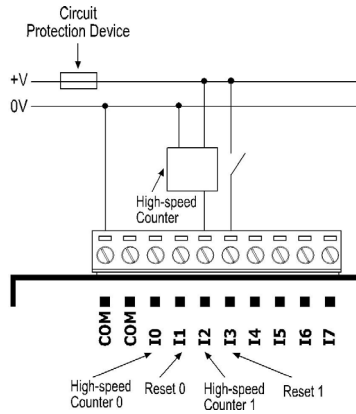 Circuit
Protection Device
+V
0V
High-speed
Counter
COM COM I0 I1 I2 I3 I4 I5 I6 I7
High-speed
Counter 0
Reset 0
High-speed
Counter 1
Reset 1